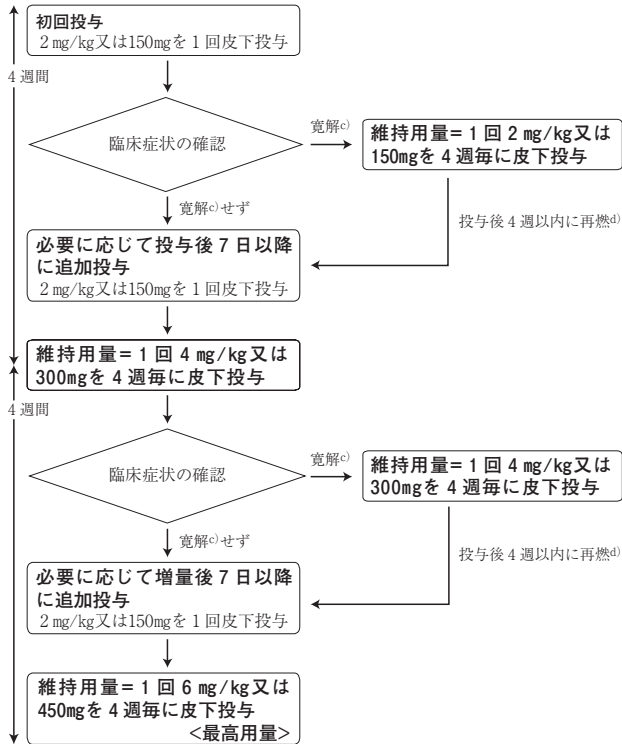 初回投与
2 mg/kg又は150mgを1回皮下投与
4週間
臨床症状の確認
寛解c)
維持用量=1回2 mg/kg又は
150mgを4週毎に皮下投与
寛解c)せず
投与後4週以内に再燃d)
必要に応じて投与後7日以降
に追加投与
2 mg/kg又は150mgを1回皮下投与
維持用量=1回4 mg/kg又は
300mgを4週毎に皮下投与
4週間
臨床症状の確認
寛解c)
維持用量=1回4 mg/kg又は
300mgを4週毎に皮下投与
寛解c)せず
投与後4週以内に再燃d)
必要に応じて増量後7日以降
に追加投与
2 mg/kg又は150mgを1回皮下投与
維持用量=1回6 mg/kg又は
450mgを4週毎に皮下投与
<最高用量>